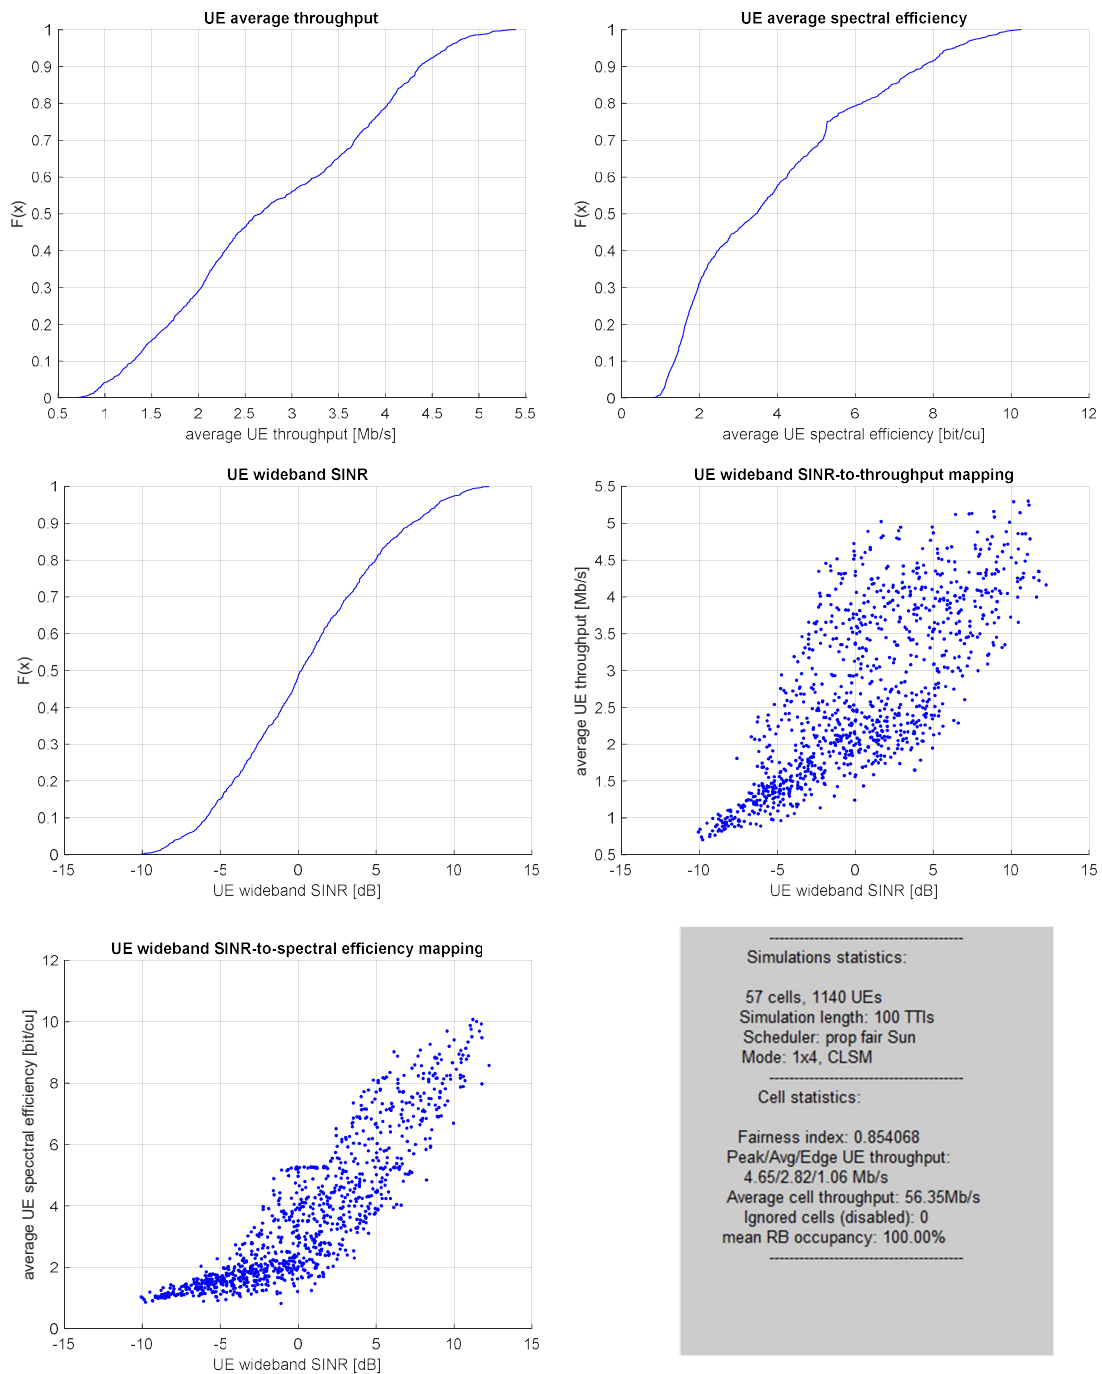 UE average throughput
1
0.9
0.8
0.7
0.6
0.5
0.4
0.3
0.2
0.1
0
F(x)
0.5 1 1.5 2 2.5 3 3.5 4 4.5 5 5.5
average UE throughput [Mb/s]
UE average spectral efficiency
1
0.9
0.8
0.7
0.6
0.5
0.4
0.3
0.2
0.1
0
F(x)
0 2 4 6 8 10 12
average UE spectral efficiency [bit/cu]
UE wideband SINR
1
0.9
0.8
0.7
0.6
0.5
0.4
0.3
0.2
0.1
0
F(x)
-15 -10 -5 0 5 10 15
UE wideband SINR [dB]
UE wideband SINR-to-throughput mapping
5.5
5
4.5
4
3.5
3
2.5
2
1.5
1
0.5
average UE throughput [Mb/s]
-15 -10 -5 0 5 10 15
UE wideband SINR [dB]
UE wideband SINR-to-spectral efficiency mapping
12
10
8
6
4
2
0
average UE specctral efficiency [bit/cu]
-15 -10 -5 0 5 10 15
UE wideband SINR [dB]
---------------------------------------
Simulations statistics:
57 cells, 1140 UEs
Simulation length: 100 TTIs
Scheduler: prop fair Sun
Mode: 1x4, CLSM
---------------------------------------
Cell statistics:
Fairness index: 0.854068
Peak/Avg/Edge UE throughput:
4.65/2.82/1.06 Mb/s
Average cell throughput: 56.35Mb/s
Ignored cells (disabled): 0
mean RB occupancy: 100.00%
---------------------------------------